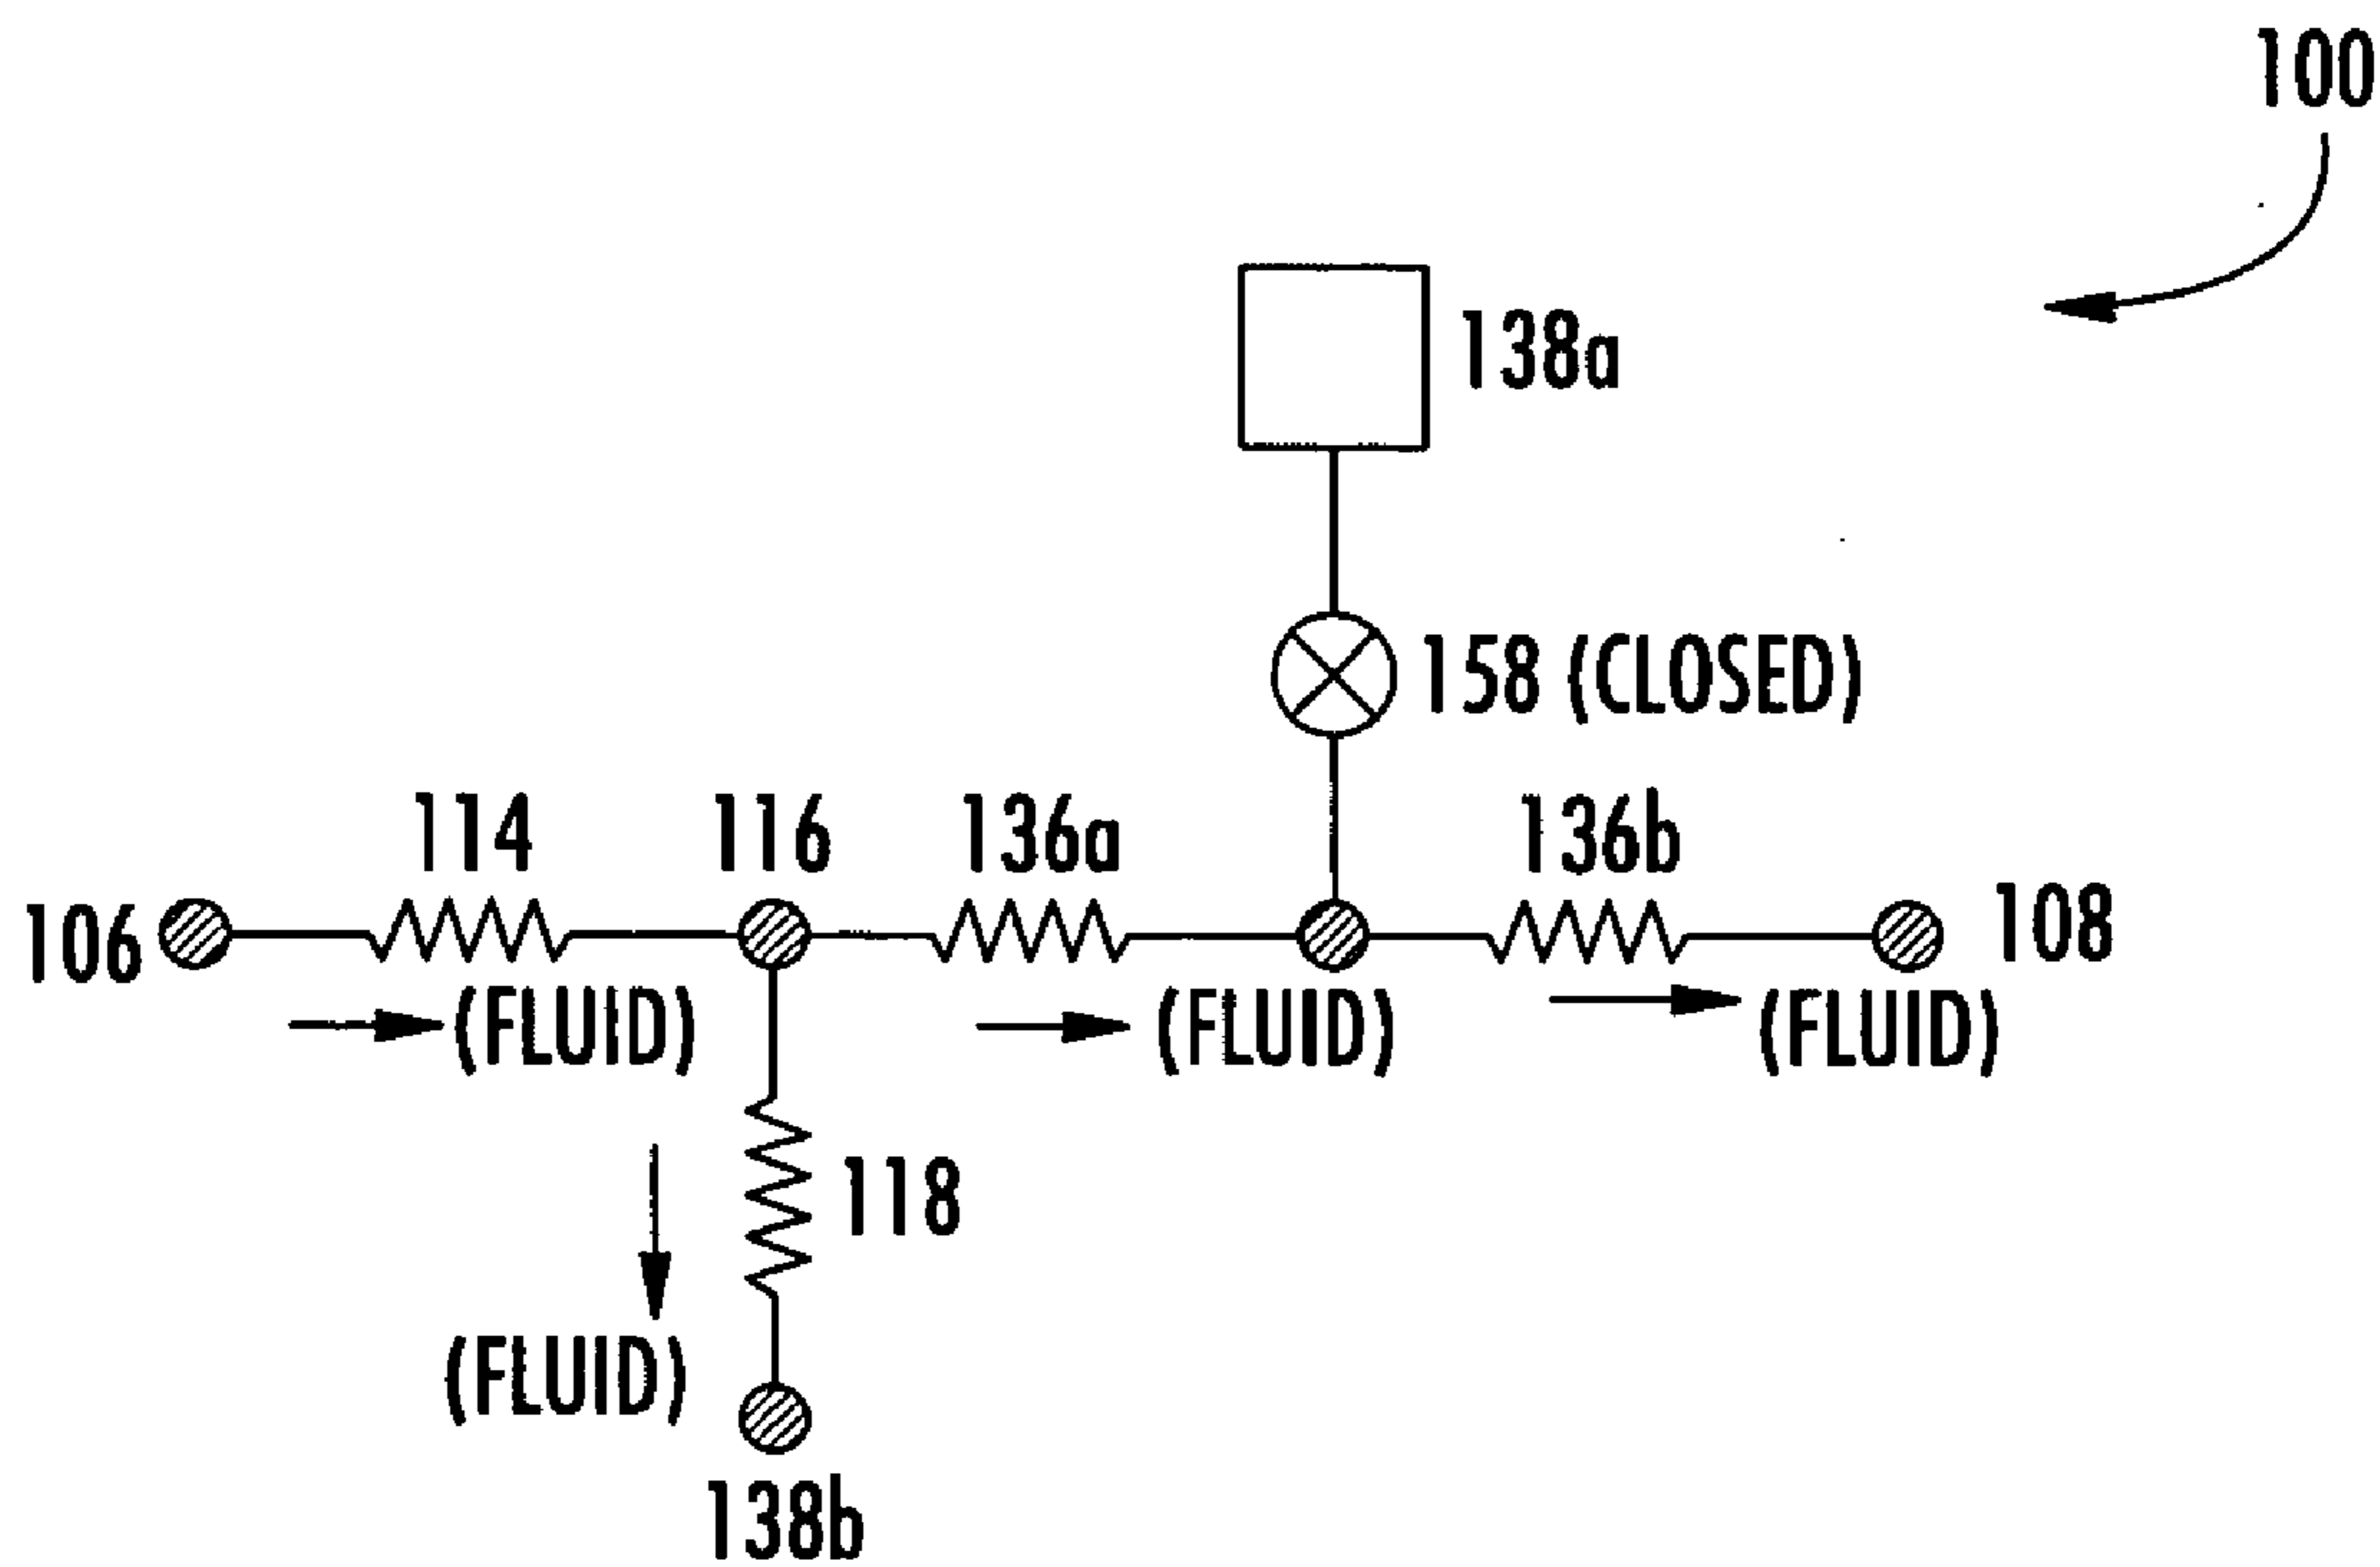 100
138a
158 (CLOSED)
114
116
136a
136b
106
108
(FLUID)
(FLUID)
(FLUID)
118
(FLUID)
138b